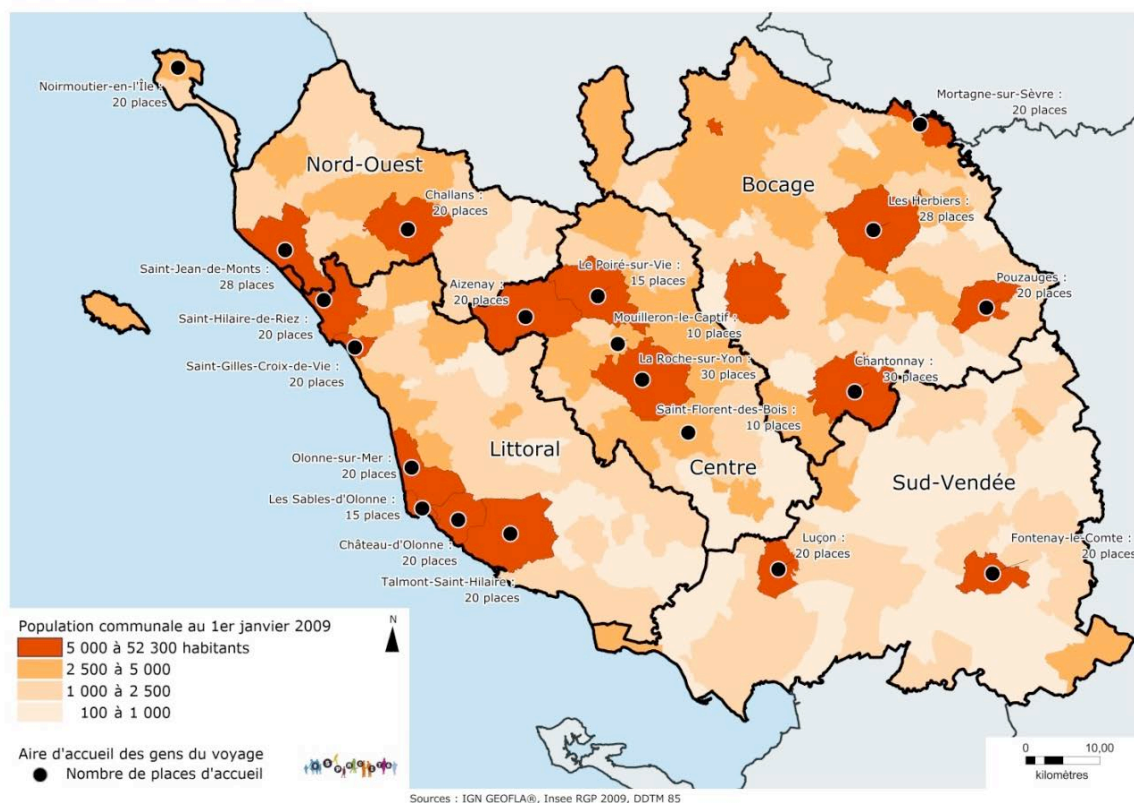 Noirmoutier-en-l'Île :
20 places
Mortagne-sur-Sèvre :
20 places
Nord-Ouest
Bocage
Challans :
20 places
Les Herbiers :
28 places
Saint-Jean-de-Monts :
28 places
Aizenay :
20 places
Le Poiré-sur-Vie :
15 places
Pouzauges :
20 places
Saint-Hilaire-de-Riez :
20 places
Mouilleron-le-Captif :
10 places
Saint-Gilles-Croix-de-Vie :
20 places
La Roche-sur-Yon :
30 places
Chantonnay :
30 places
Saint-Florent-des-Bois :
10 places
Littoral
Centre
Sud-Vendée
Olonne-sur-Mer :
20 places
Les Sables-d'Olonne :
15 places
Château-d'Olonne :
20 places
Talmont-Saint-Hilaire :
20 places
Luçon :
20 places
Fontenay-le-Comte :
20 places
Population communale au 1er janvier 2009
5 000 à 52 300 habitants
2 500 à 5 000
1 000 à 2 500
100 à 1 000
N
Aire d'accueil des gens du voyage
Nombre de places d'accueil
0 10,00
kilomètres
Sources : IGN GEOFLA®, Insee RGP 2009, DDTM 85